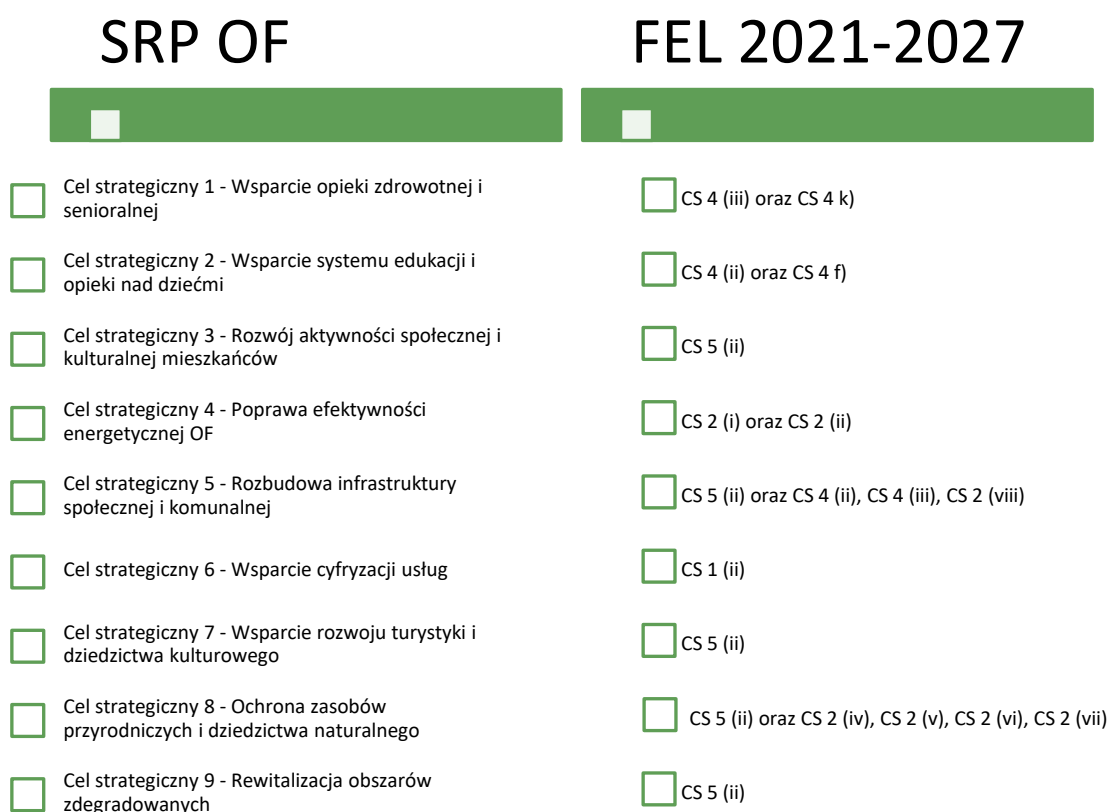 SRP OF
FEL 2021-2027
Cel strategiczny 1 - Wsparcie opieki zdrowotnej i
senioralnej
CS 4 (iii) oraz CS 4 k)
Cel strategiczny 2 - Wsparcie systemu edukacji i
opieki nad dziećmi
CS 4 (ii) oraz CS 4 f)
Cel strategiczny 3 - Rozwój aktywności społecznej i
kulturalnej mieszkańców
CS 5 (ii)
Cel strategiczny 4 - Poprawa efektywności
energetycznej OF
CS 2 (i) oraz CS 2 (ii)
Cel strategiczny 5 - Rozbudowa infrastruktury
społecznej i komunalnej
CS 5 (ii) oraz CS 4 (ii), CS 4 (iii), CS 2 (viii)
Cel strategiczny 6 - Wsparcie cyfryzacji usług
CS 1 (ii)
Cel strategiczny 7 - Wsparcie rozwoju turystyki i
dziedzictwa kulturowego
CS 5 (ii)
Cel strategiczny 8 - Ochrona zasobów
przyrodniczych i dziedzictwa naturalnego
CS 5 (ii) oraz CS 2 (iv), CS 2 (v), CS 2 (vi), CS 2 (vii)
Cel strategiczny 9 - Rewitalizacja obszarów
zdegradowanych
CS 5 (ii)